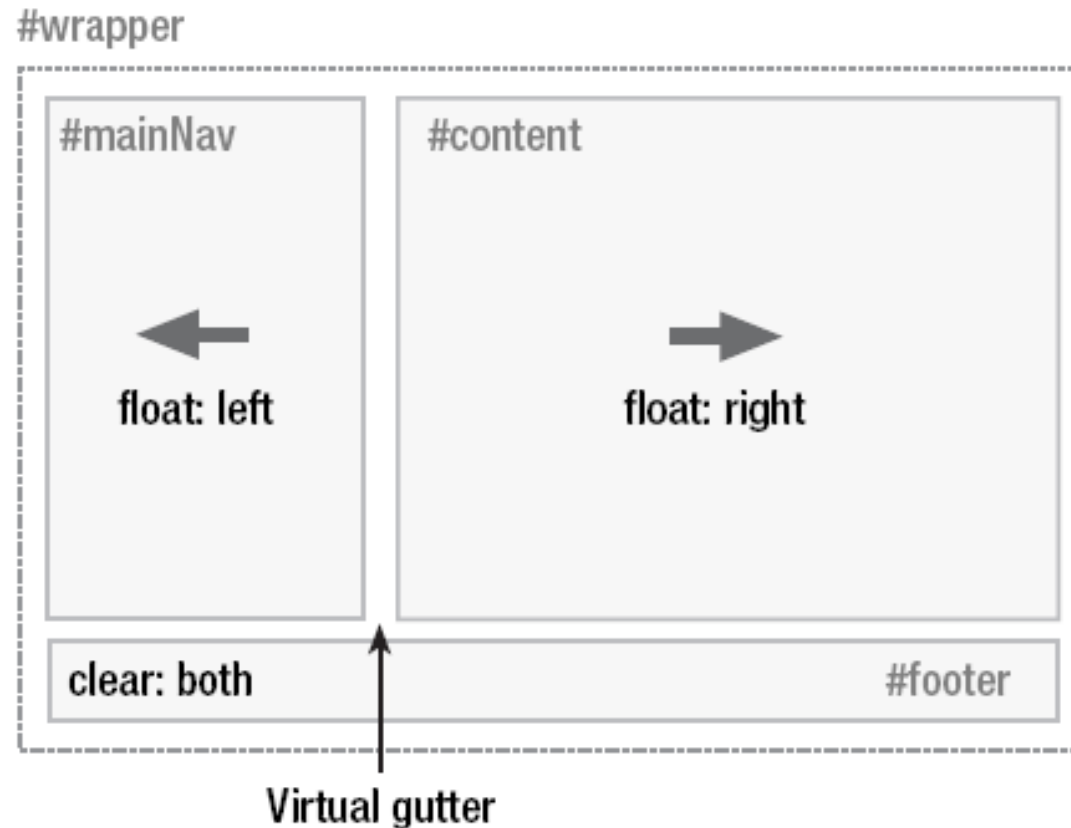 #wrapper
#mainNav
#content
float: left
float: right
clear: both
#footer
Virtual gutter